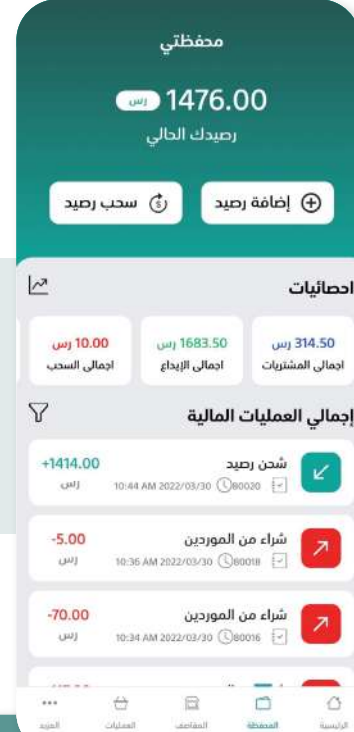 محفظتي
1476.00 رس
رصيدك الحالي
إضافة رصيد
سحب رصيد
احصائيات
314.50 رس
اجمالي المشتريات
1683.50 رس
اجمالي الإيداع
10.00 رس
اجمالي السحب
إجمالي العمليات المالية
شحن رصيد
+1414.00
رس
80020 10:44 AM 2022/03/30
شراء من الموردين
-5.00
رس
80018 10:36 AM 2022/03/30
شراء من الموردين
-70.00
رس
80016 10:34 AM 2022/03/30
الرئيسية
المحفظة
المقاصف
العمليات
المزيد